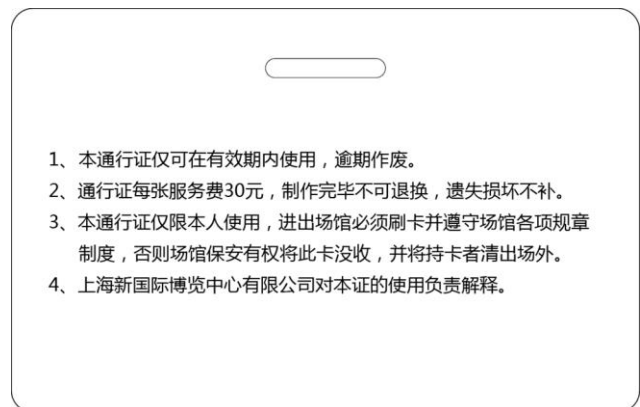 1、本通行证仅可在有效期内使用，逾期作废。
2、通行证每张服务费30元，制作完毕不可退换，遗失损坏不补。
3、本通行证仅限本人使用，进出场馆必须刷卡并遵守场馆各项规章
制度，否则场馆保安有权将此卡没收，并将持卡者清出场外。
4、上海新国际博览中心有限公司对本证的使用负责解释。